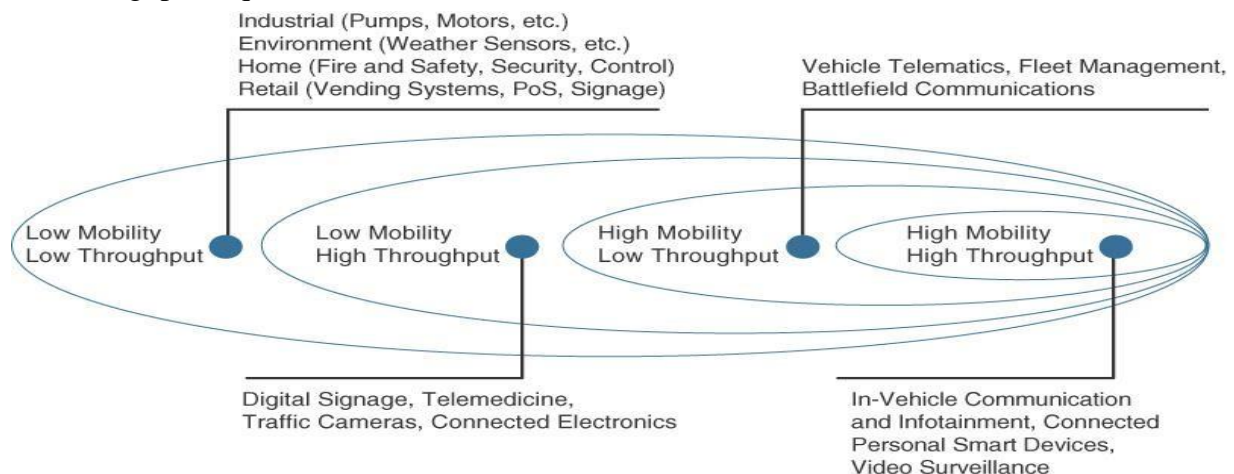 Industrial (Pumps, Motors, etc.)
Environment (Weather Sensors, etc.)
Home (Fire and Safety, Security, Control)
Retail (Vending Systems, PoS, Signage)
Vehicle Telematics, Fleet Management,
Battlefield Communications
Low Mobility
Low Throughput
Low Mobility
High Throughput
High Mobility
Low Throughput
High Mobility
High Throughput
Digital Signage, Telemedicine,
Traffic Cameras, Connected Electronics
In-Vehicle Communication
and Infotainment, Connected
Personal Smart Devices,
Video Surveillance